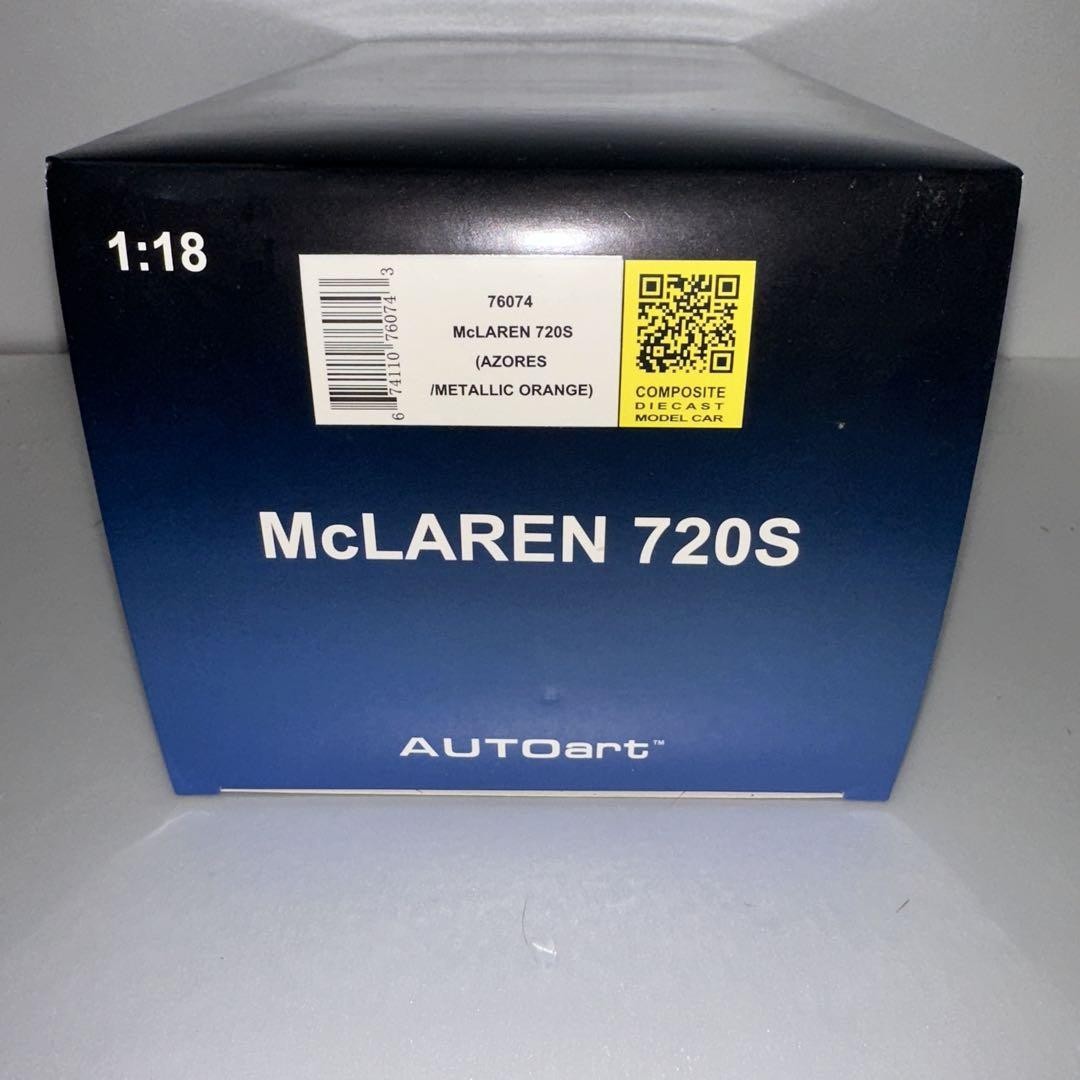 1:18
6 74110 76074 3
76074
McLAREN 720S
(AZORES
/METALLIC ORANGE)
COMPOSITE
DIECAST
MODEL CAR
McLAREN 720S
AUTOart™